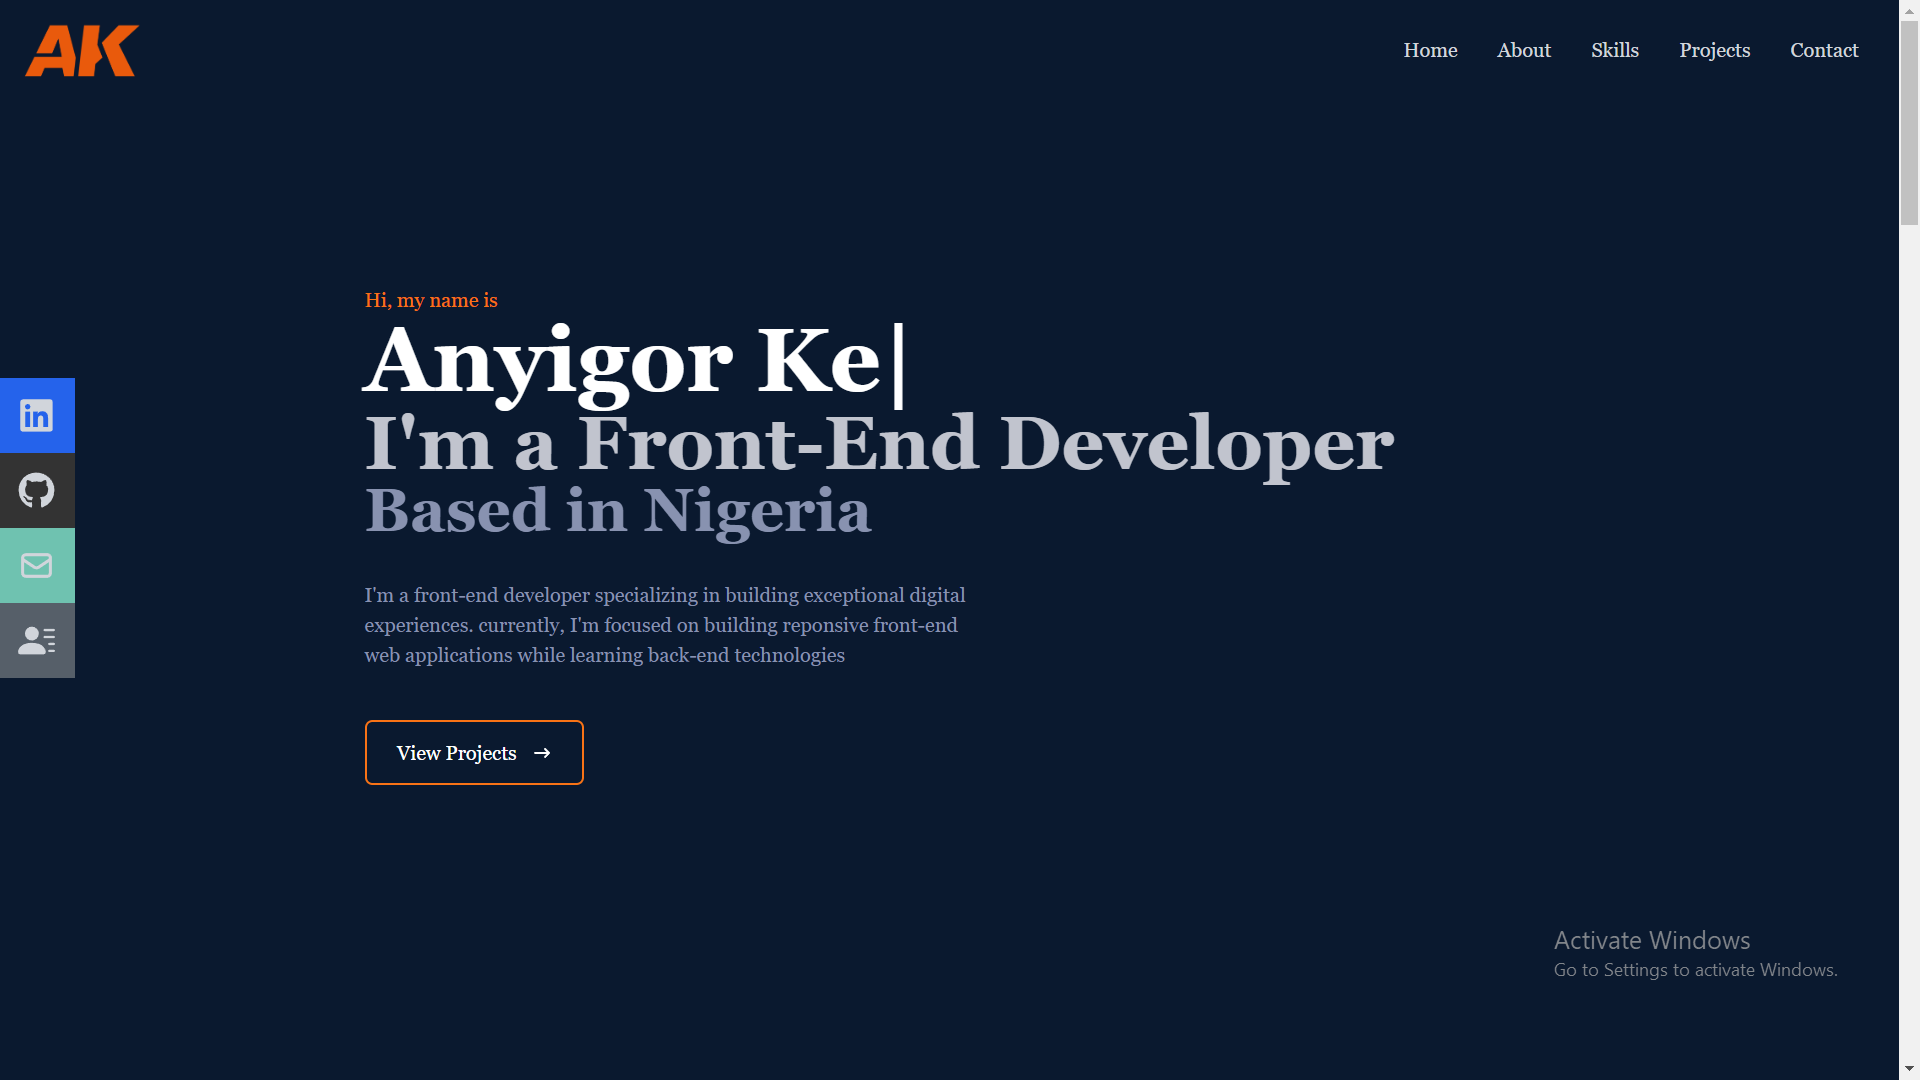 AK
Home About Skills Projects Contact
Hi, my name is
Anyigor Ke|
I'm a Front-End Developer
Based in Nigeria
in
I'm a front-end developer specializing in building exceptional digital
experiences. currently, I'm focused on building reponsive front-end
web applications while learning back-end technologies
View Projects →
Activate Windows
Go to Settings to activate Windows.